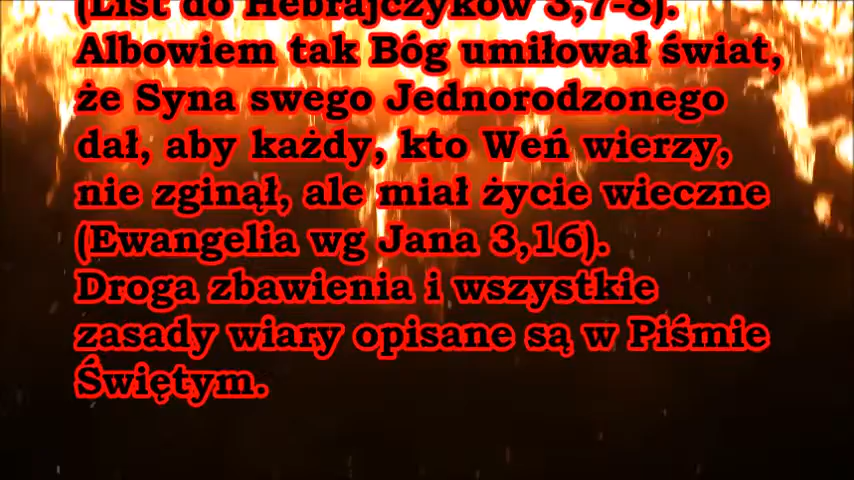 (List do Hebrajczyków 3,7-8).
Albowiem tak Bóg umiłował świat,
że Syna swego Jednorodzonego
dał, aby każdy, kto Weń wierzy,
nie zginął, ale miał życie wieczne
(Ewangelia wg Jana 3,16).
Droga zbawienia i wszystkie
zasady wiary opisane są w Piśmie
Świętym.